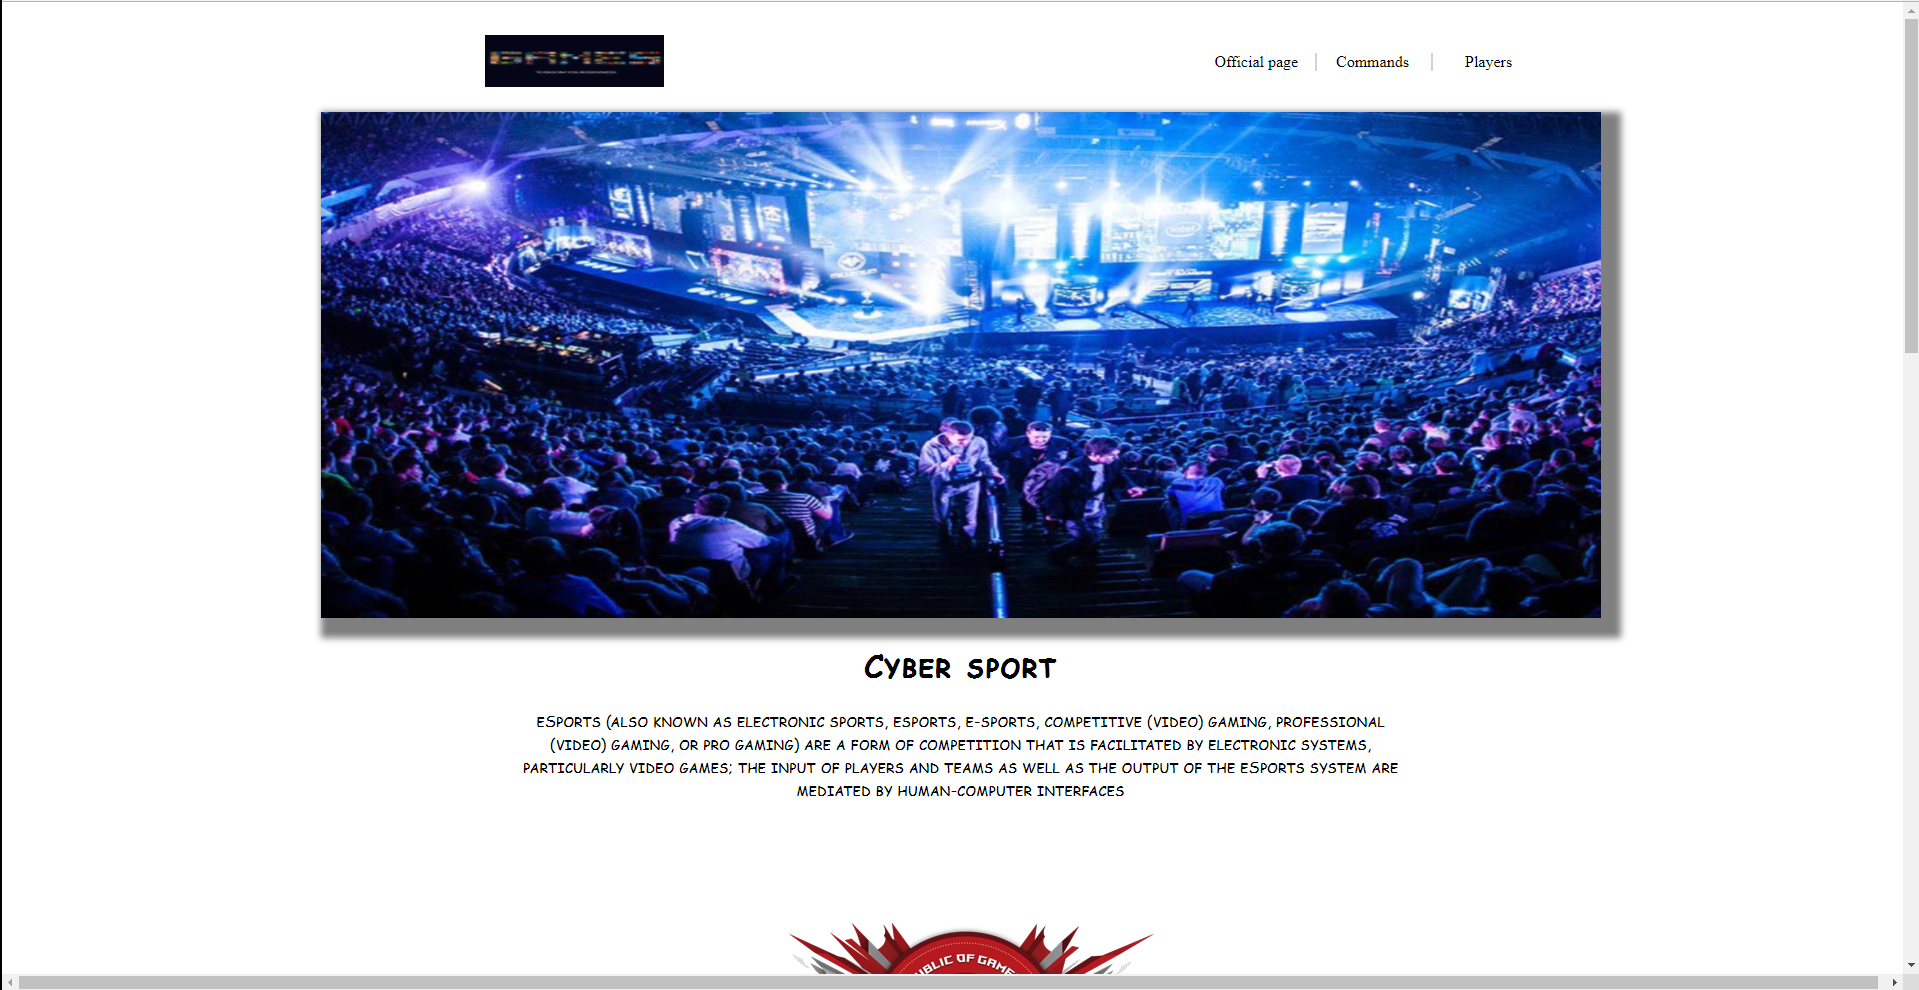 GAMES
Official page
Commands
Players
intel
Cyber sport
eSports (also known as electronic sports, esports, e-sports, competitive (video) gaming, professional
(video) gaming, or pro gaming) are a form of competition that is facilitated by electronic systems,
particularly video games; the input of players and teams as well as the output of the eSports system are
mediated by human-computer interfaces
UBLIC OF GAME